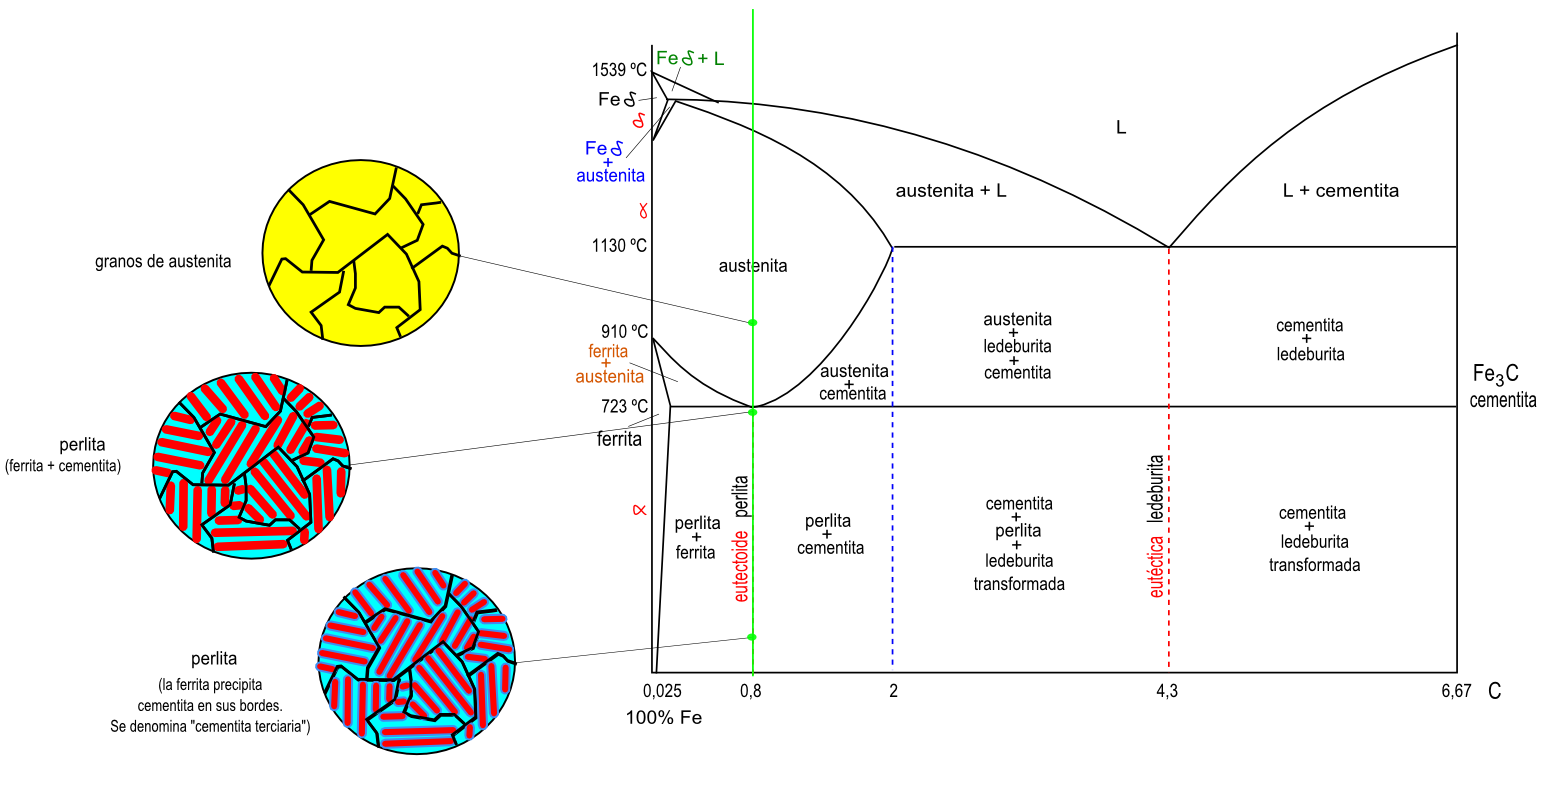 Fe δ + L
1539 ºC
Fe δ
δ
Fe δ
+
austenita
L
austenita + L
L + cementita
γ
1130 ºC
granos de austenita
austenita
910 ºC
ferrita
+
austenita
austenita
+
cementita
austenita
+
ledeburita
+
cementita
cementita
+
ledeburita
Fe3C
cementita
723 ºC
ferrita
perlita
(ferrita + cementita)
α
perlita
+
ferrita
eutectoide perlita
perlita
+
cementita
cementita
+
perlita
+
ledeburita
transformada
eutéctica ledeburita
cementita
+
ledeburita
transformada
perlita
(la ferrita precipita
cementita en sus bordes.
Se denomina "cementita terciaria")
0,025
0,8
2
4,3
6,67
C
100% Fe